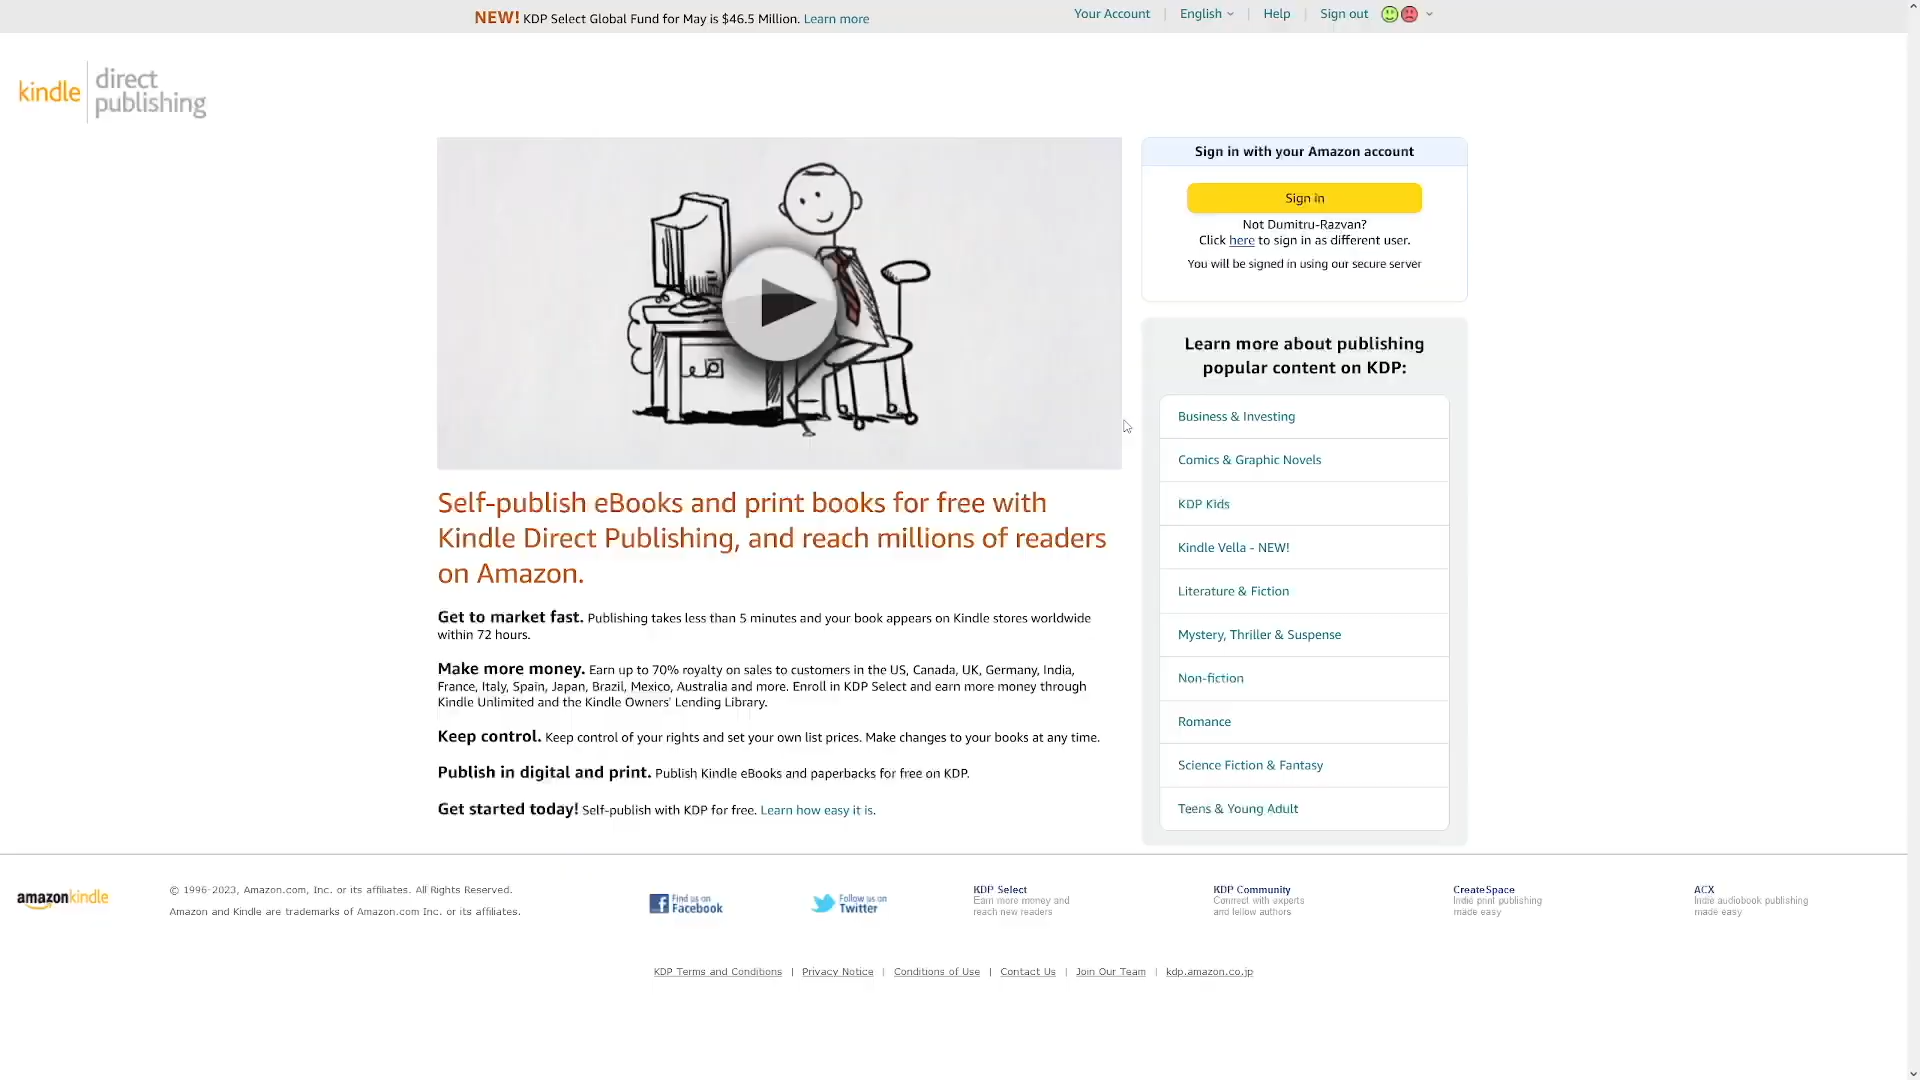 NEW! KDP Select Global Fund for May is $46.5 Million. Learn more
Your Account | English | Help | Sign out
kindle direct publishing
Sign in with your Amazon account
Sign in
Not Dumitru-Razvan?
Click here to sign in as different user.
You will be signed in using our secure server
Learn more about publishing
popular content on KDP:
Business & Investing
Comics & Graphic Novels
KDP Kids
Kindle Vella - NEW!
Literature & Fiction
Mystery, Thriller & Suspense
Non-fiction
Romance
Science Fiction & Fantasy
Teens & Young Adult
Self-publish eBooks and print books for free with
Kindle Direct Publishing, and reach millions of readers
on Amazon.
Get to market fast. Publishing takes less than 5 minutes and your book appears on Kindle stores worldwide
within 72 hours.
Make more money. Earn up to 70% royalty on sales to customers in the US, Canada, UK, Germany, India,
France, Italy, Spain, Japan, Brazil, Mexico, Australia and more. Enroll in KDP Select and earn more money through
Kindle Unlimited and the Kindle Owners' Lending Library.
Keep control. Keep control of your rights and set your own list prices. Make changes to your books at any time.
Publish in digital and print. Publish Kindle eBooks and paperbacks for free on KDP.
Get started today! Self-publish with KDP for free. Learn how easy it is.
amazonkindle
© 1996-2023, Amazon.com, Inc. or its affiliates. All Rights Reserved.
Amazon and Kindle are trademarks of Amazon.com Inc. or its affiliates.
Find us on
Facebook
Follow us on
Twitter
KDP Select
Earn more money and
reach new readers
KDP Community
Connect with experts
and fellow authors
CreateSpace
Indie print publishing
made easy
ACX
Indie audiobook publishing
made easy
KDP Terms and Conditions | Privacy Notice | Conditions of Use | Contact Us | Join Our Team | kdp.amazon.co.jp